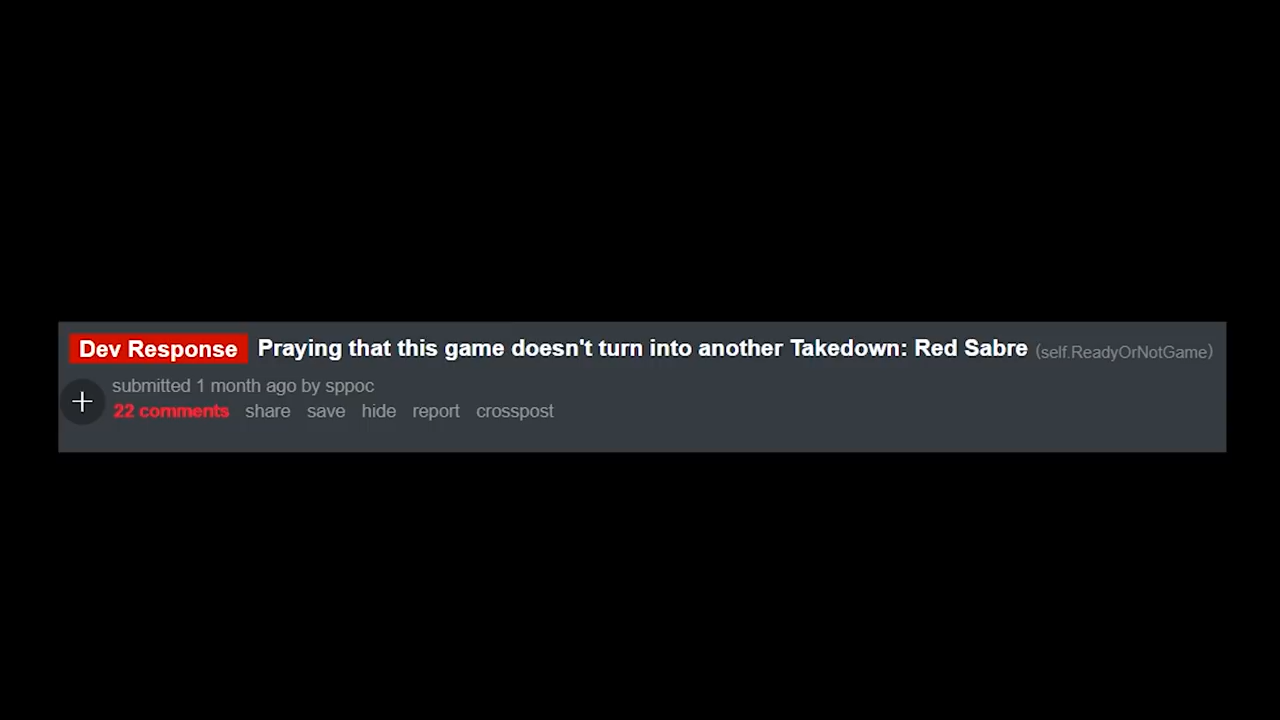 Dev Response Praying that this game doesn't turn into another Takedown: Red Sabre (self.ReadyOrNotGame)
submitted 1 month ago by sppoc
22 comments share save hide report crosspost